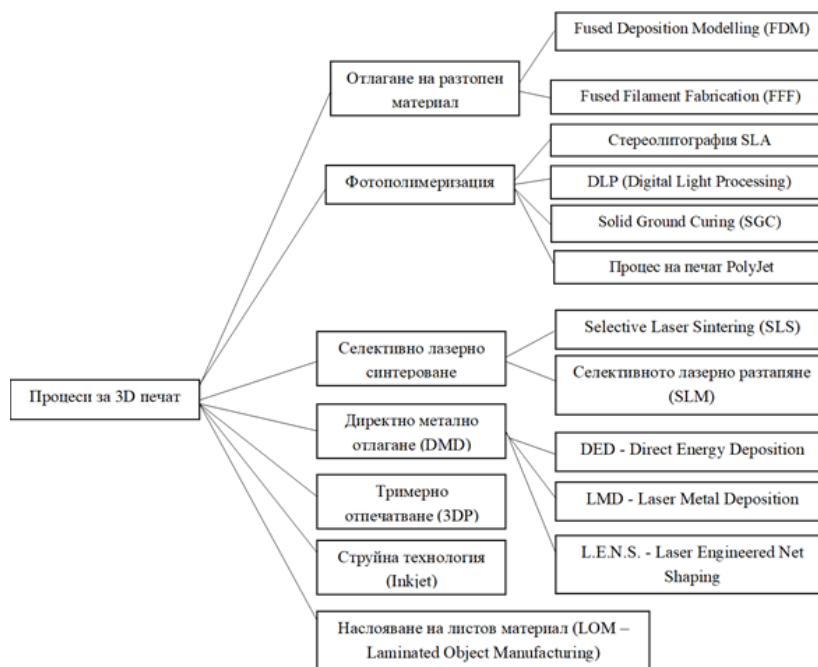 Процеси за 3D печат
Отлагане на разтопен
материал
Fused Deposition Modelling (FDM)
Fused Filament Fabrication (FFF)
Фотополимеризация
Стереолитография SLA
DLP (Digital Light Processing)
Solid Ground Curing (SGC)
Процес на печат PolyJet
Селективно лазерно
синтероване
Selective Laser Sintering (SLS)
Селективното лазерно разтапяне
(SLM)
Директно метално
отлагане (DMD)
DED - Direct Energy Deposition
LMD - Laser Metal Deposition
L.E.N.S. - Laser Engineered Net
Shaping
Тримерно
отпечатване (3DP)
Струйна технология
(Inkjet)
Наслояване на листов материал (LOM –
Laminated Object Manufacturing)